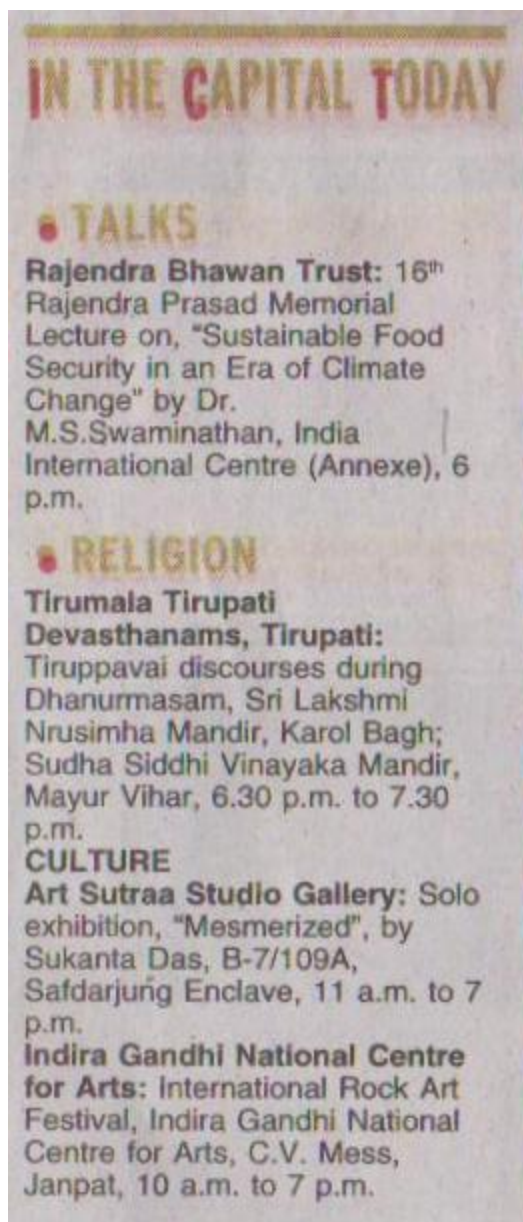 IN THE CAPITAL TODAY
• TALKS
Rajendra Bhawan Trust: 16th
Rajendra Prasad Memorial
Lecture on, "Sustainable Food
Security in an Era of Climate
Change" by Dr.
M.S.Swaminathan, India
International Centre (Annexe), 6
p.m.
• RELIGION
Tirumala Tirupati
Devasthanams, Tirupati:
Tiruppavai discourses during
Dhanurmasam, Sri Lakshmi
Nrusimha Mandir, Karol Bagh;
Sudha Siddhi Vinayaka Mandir,
Mayur Vihar, 6.30 p.m. to 7.30
p.m.
CULTURE
Art Sutraa Studio Gallery: Solo
exhibition, "Mesmerized", by
Sukanta Das, B-7/109A,
Safdarjung Enclave, 11 a.m. to 7
p.m.
Indira Gandhi National Centre
for Arts: International Rock Art
Festival, Indira Gandhi National
Centre for Arts, C.V. Mess,
Janpat, 10 a.m. to 7 p.m.